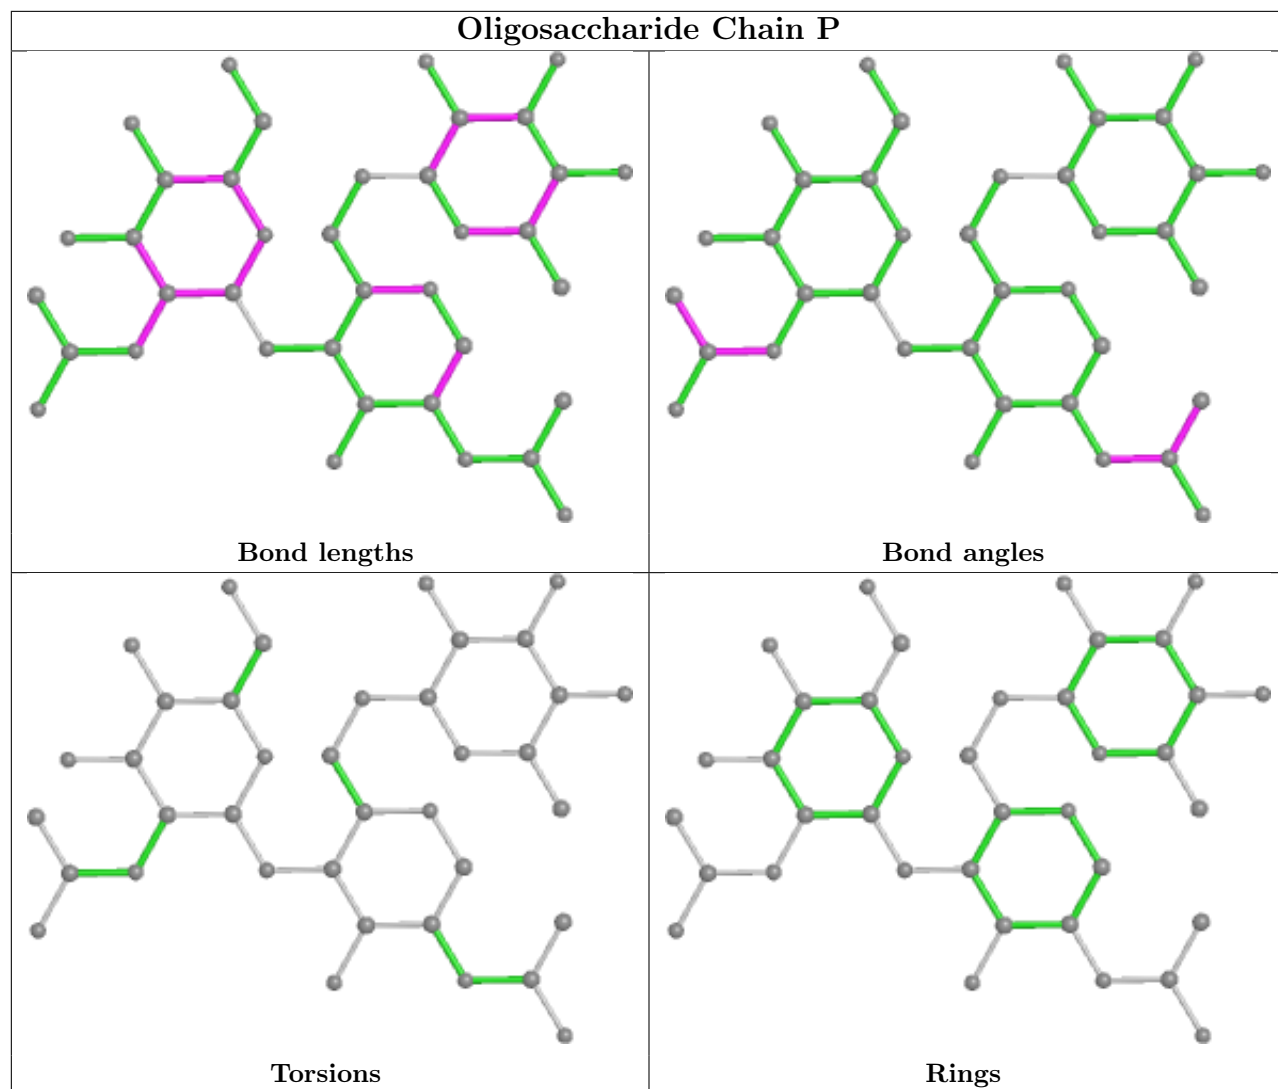 Oligosaccharide Chain P
Bond lengths
Bond angles
Torsions
Rings